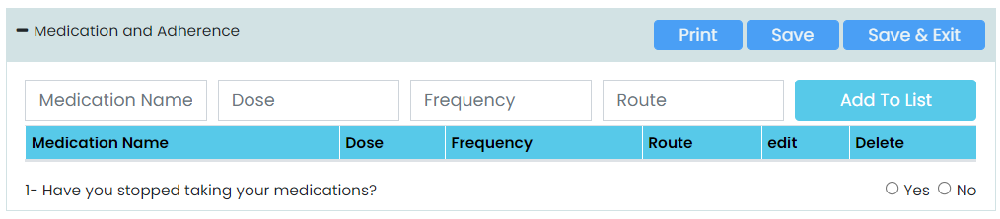 Medication and Adherence Print Save Save & Exit
Medication Name Dose Frequency Route Add To List
Medication Name Dose Frequency Route edit Delete
1- Have you stopped taking your medications? Yes No